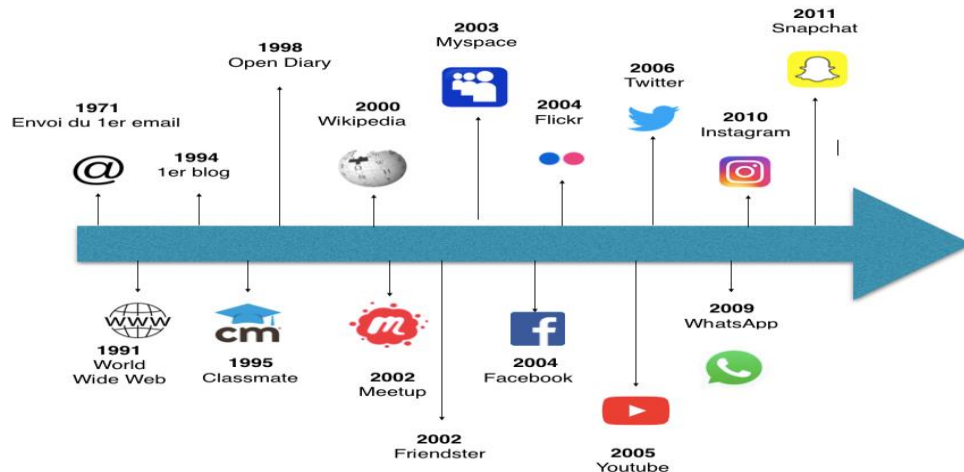 1971
Envoi du 1er email
@
1994
1er blog
1998
Open Diary
2000
Wikipedia
2003
Myspace
2004
Flickr
2006
Twitter
2010
Instagram
2011
Snapchat
www
1991
World
Wide Web
cm
1995
Classmate
m
2002
Meetup
2002
Friendster
f
2004
Facebook
2005
Youtube
2009
WhatsApp